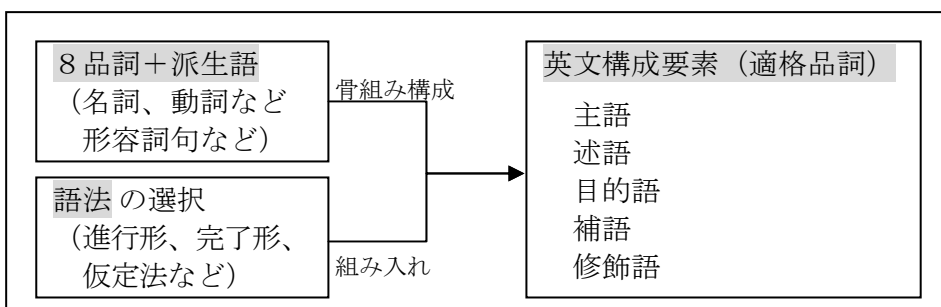 8品詞＋派生語
（名詞、動詞など
形容詞句など）
骨組み構成
語法 の選択
（進行形、完了形、
仮定法など）
組み入れ
英文構成要素（適格品詞）
主語
述語
目的語
補語
修飾語